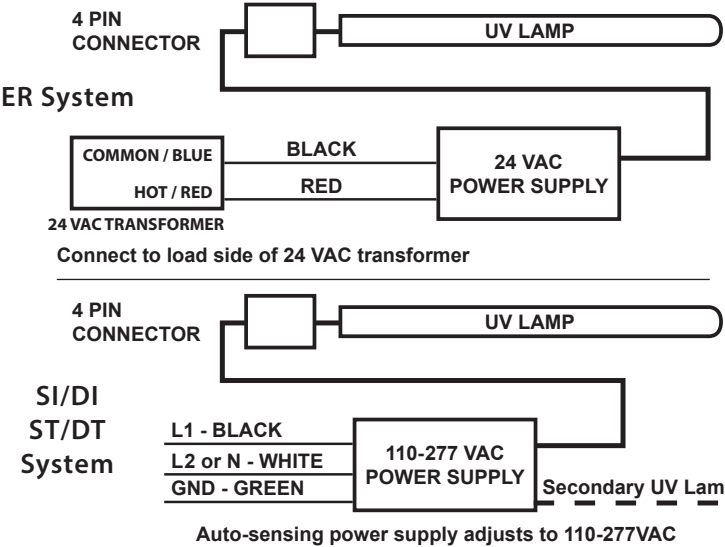 4 PIN
CONNECTOR
UV LAMP
ER System
COMMON / BLUE
HOT / RED
BLACK
RED
24 VAC
POWER SUPPLY
24 VAC TRANSFORMER
Connect to load side of 24 VAC transformer
4 PIN
CONNECTOR
UV LAMP
SI/DI
ST/DT
System
L1 - BLACK
L2 or N - WHITE
GND - GREEN
110-277 VAC
POWER SUPPLY
Secondary UV Lam
Auto-sensing power supply adjusts to 110-277VAC